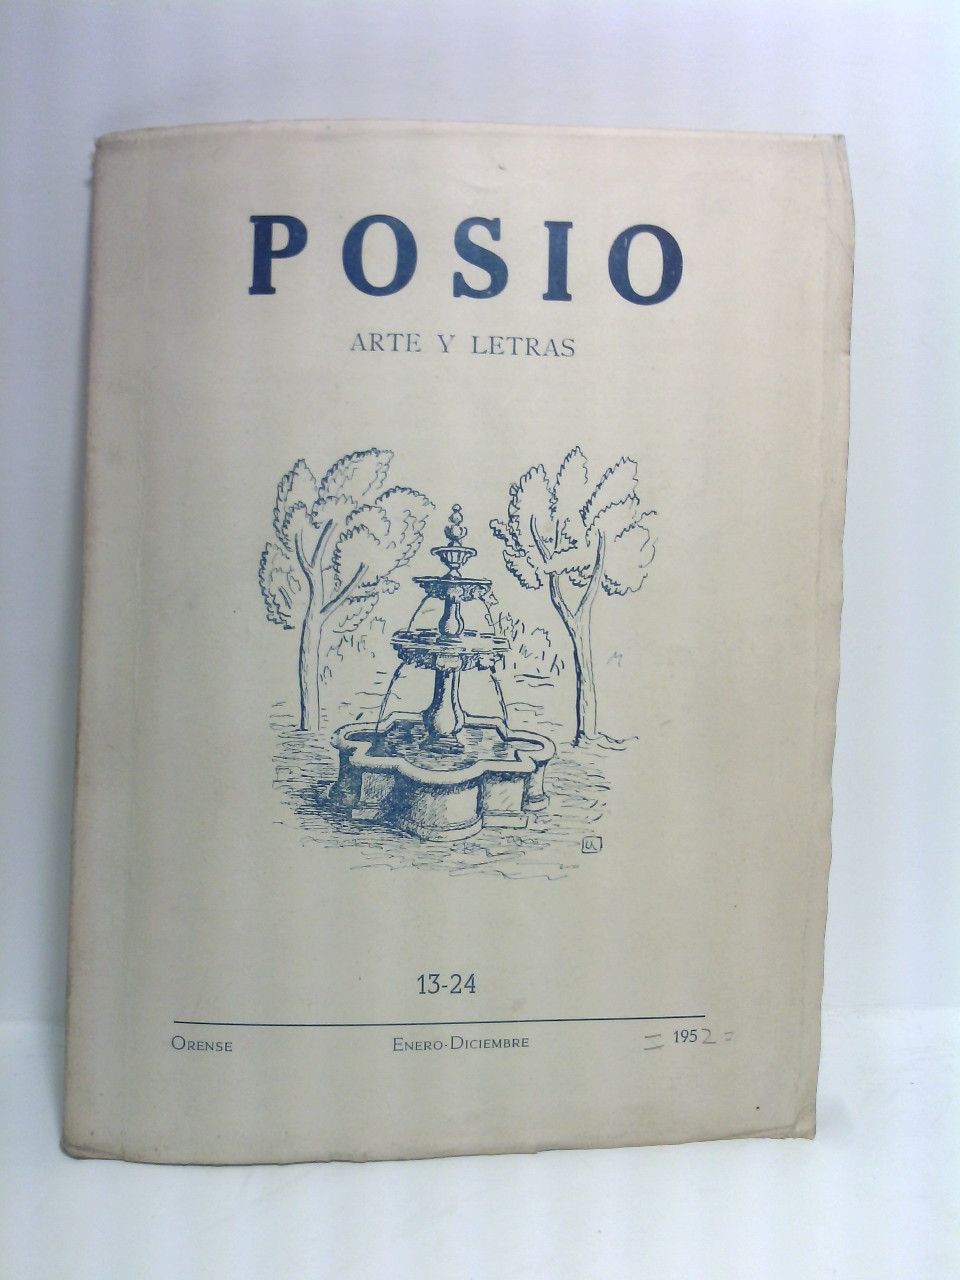 POSIO
ARTE Y LETRAS
13-24
ORENSE ENERO-DICIEMBRE = 1952 =